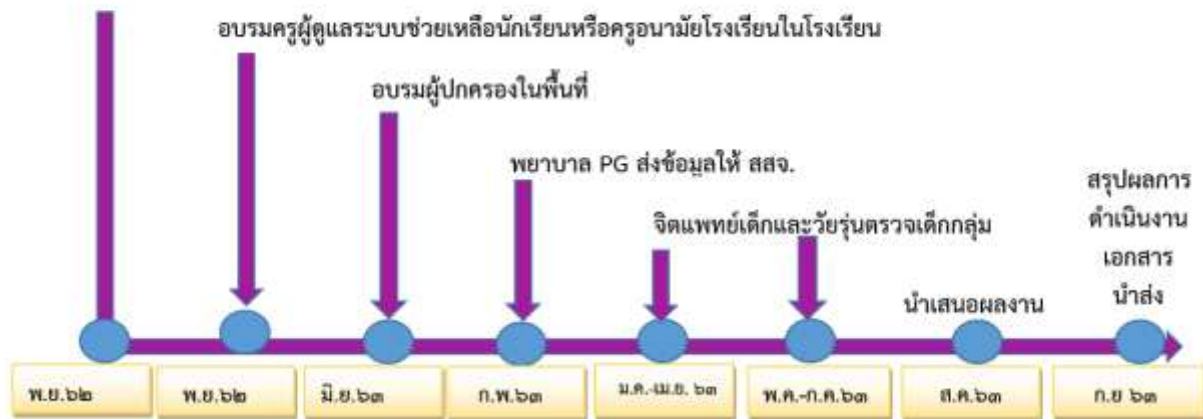 อบรมครูผู้ดูแลระบบช่วยเหลือนักเรียนหรือครูอนามัยโรงเรียนในโรงเรียน
อบรมผู้ปกครองในพื้นที่
พยาบาล PG ส่งข้อมูลให้ สสจ.
จิตแพทย์เด็กและวัยรุ่นตรวจเด็กกลุ่ม
นำเสนอผลงาน
สรุปผลการ
ดำเนินงาน
เอกสาร
นำส่ง
พ.ย.๖๒
พ.ย.๖๒
มิ.ย.๖๓
ก.พ.๖๓
ม.ค.-เม.ย. ๖๓
พ.ค.-ก.ค.๖๓
ส.ค.๖๓
ก.ย ๖๓